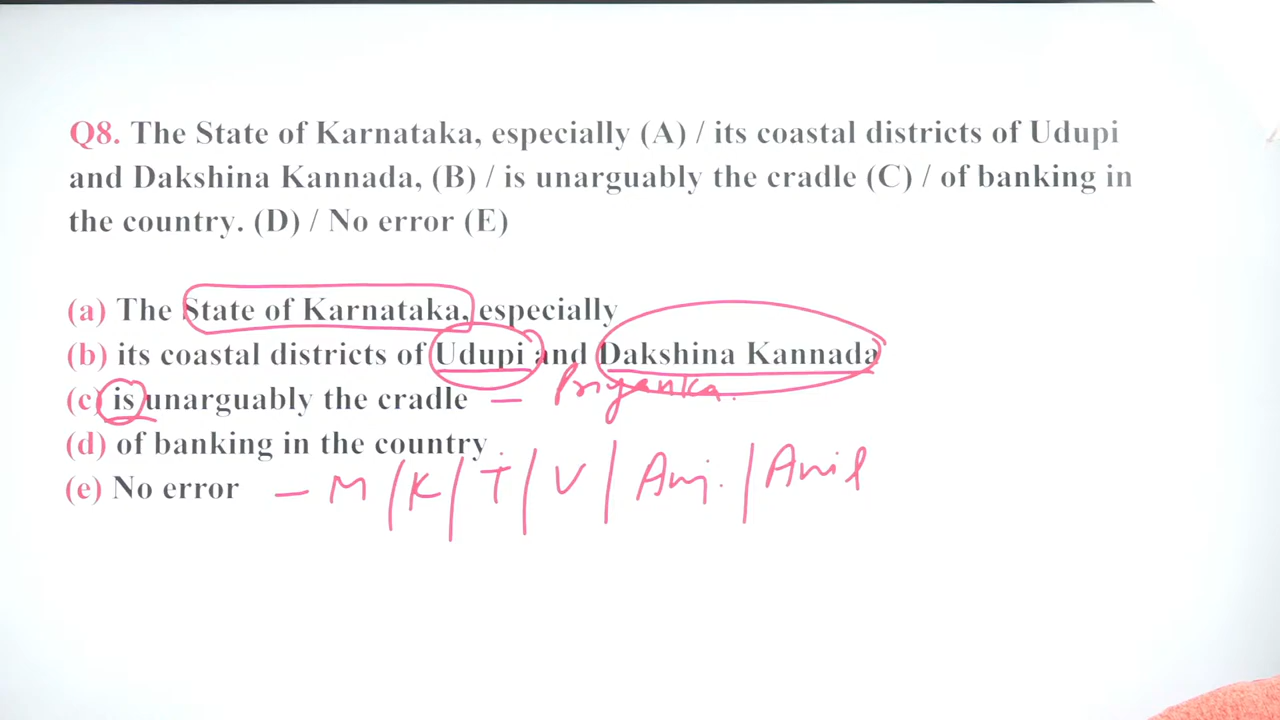 Q8. The State of Karnataka, especially (A) / its coastal districts of Udupi
and Dakshina Kannada, (B) / is unarguably the cradle (C) / of banking in
the country. (D) / No error (E)
(a) The State of Karnataka, especially
(b) its coastal districts of Udupi and Dakshina Kannada
(c) is unarguably the cradle – Priyanka.
(d) of banking in the country
(e) No error – M / K / T / V / Anj. / Anil